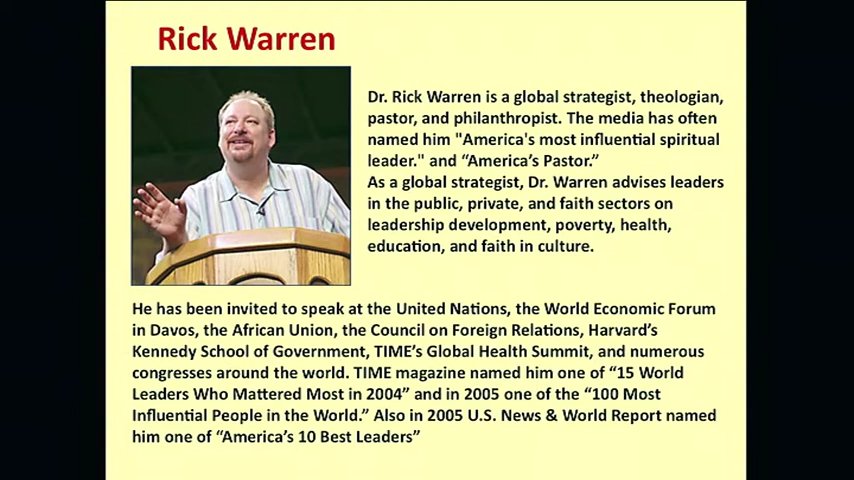 Rick Warren
Dr. Rick Warren is a global strategist, theologian,
pastor, and philanthropist. The media has often
named him "America's most influential spiritual
leader." and “America’s Pastor.”
As a global strategist, Dr. Warren advises leaders
in the public, private, and faith sectors on
leadership development, poverty, health,
education, and faith in culture.
He has been invited to speak at the United Nations, the World Economic Forum
in Davos, the African Union, the Council on Foreign Relations, Harvard’s
Kennedy School of Government, TIME’s Global Health Summit, and numerous
congresses around the world. TIME magazine named him one of “15 World
Leaders Who Mattered Most in 2004” and in 2005 one of the “100 Most
Influential People in the World.” Also in 2005 U.S. News & World Report named
him one of “America’s 10 Best Leaders”